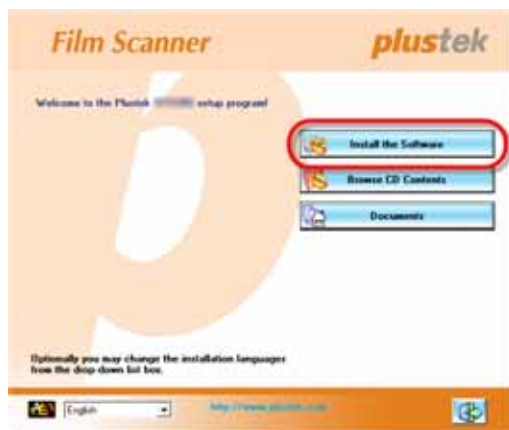 Film Scanner
plustek
Welcome to the Plustek setup program!
Install the Software
Browse CD Contents
Documents
Optionally you may change the installation languages
from the drop-down list box.
English
http://www.plustek.com